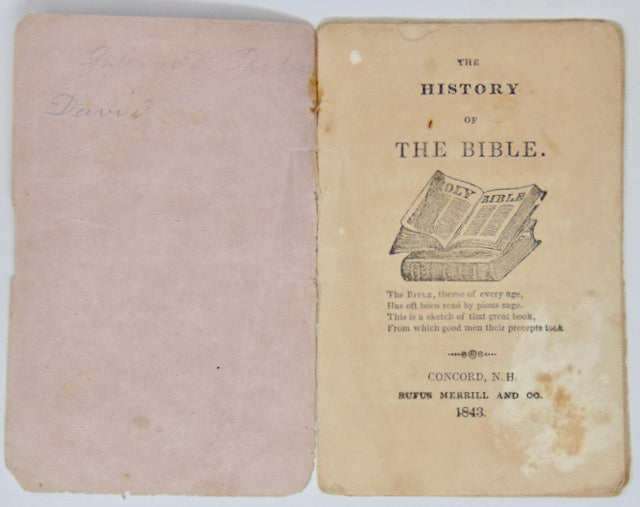 David
THE
HISTORY
OF
THE BIBLE.
HOLY BIBLE
The BIBLE, theme of every age,
Has oft been read by pious sage.
This is a sketch of that great book,
From which good men their precepts took
CONCORD, N. H.
RUFUS MERRILL AND CO.
1843.